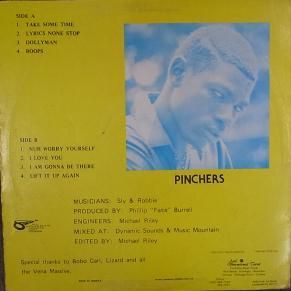 SIDE A
1 TAKE SOME TIME
2 LYRICS NONE STOP
3 DOLLYMAN
4 BOOPS
SIDE B
1 NUH WORRY YOURSELF
2 I LOVE YOU
3 I AM GONNA BE THERE
4 LIFT IT UP AGAIN
PINCHERS
MUSICIANS: Sly & Robbie
PRODUCED BY: Phillip "Fatis" Burrell
ENGINEERS: Michael Riley
MIXED AT: Dynamic Sounds & Music Mountain
EDITED BY: Michael Riley
Special thanks to Bobo Carl, Lizard and all
the Vena Massive.